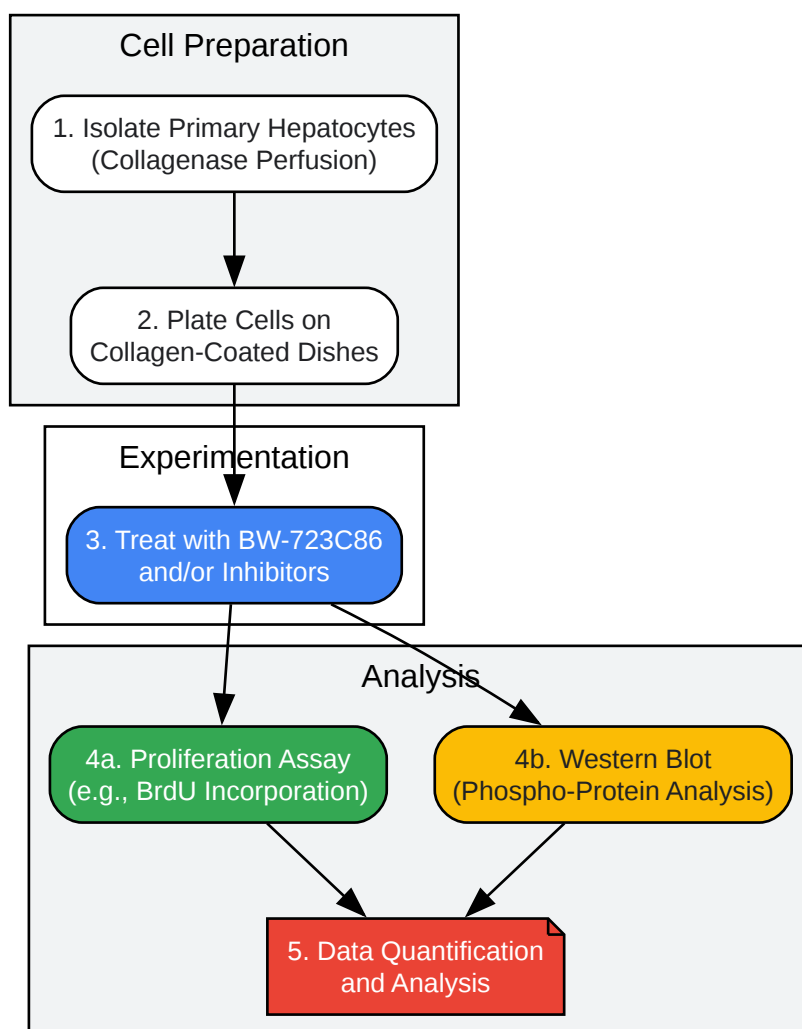 Cell Preparation
1. Isolate Primary Hepatocytes
(Collagenase Perfusion)
2. Plate Cells on
Collagen-Coated Dishes
Experimentation
3. Treat with BW-723C86
and/or Inhibitors
Analysis
4a. Proliferation Assay
(e.g., BrdU Incorporation)
4b. Western Blot
(Phospho-Protein Analysis)
5. Data Quantification
and Analysis